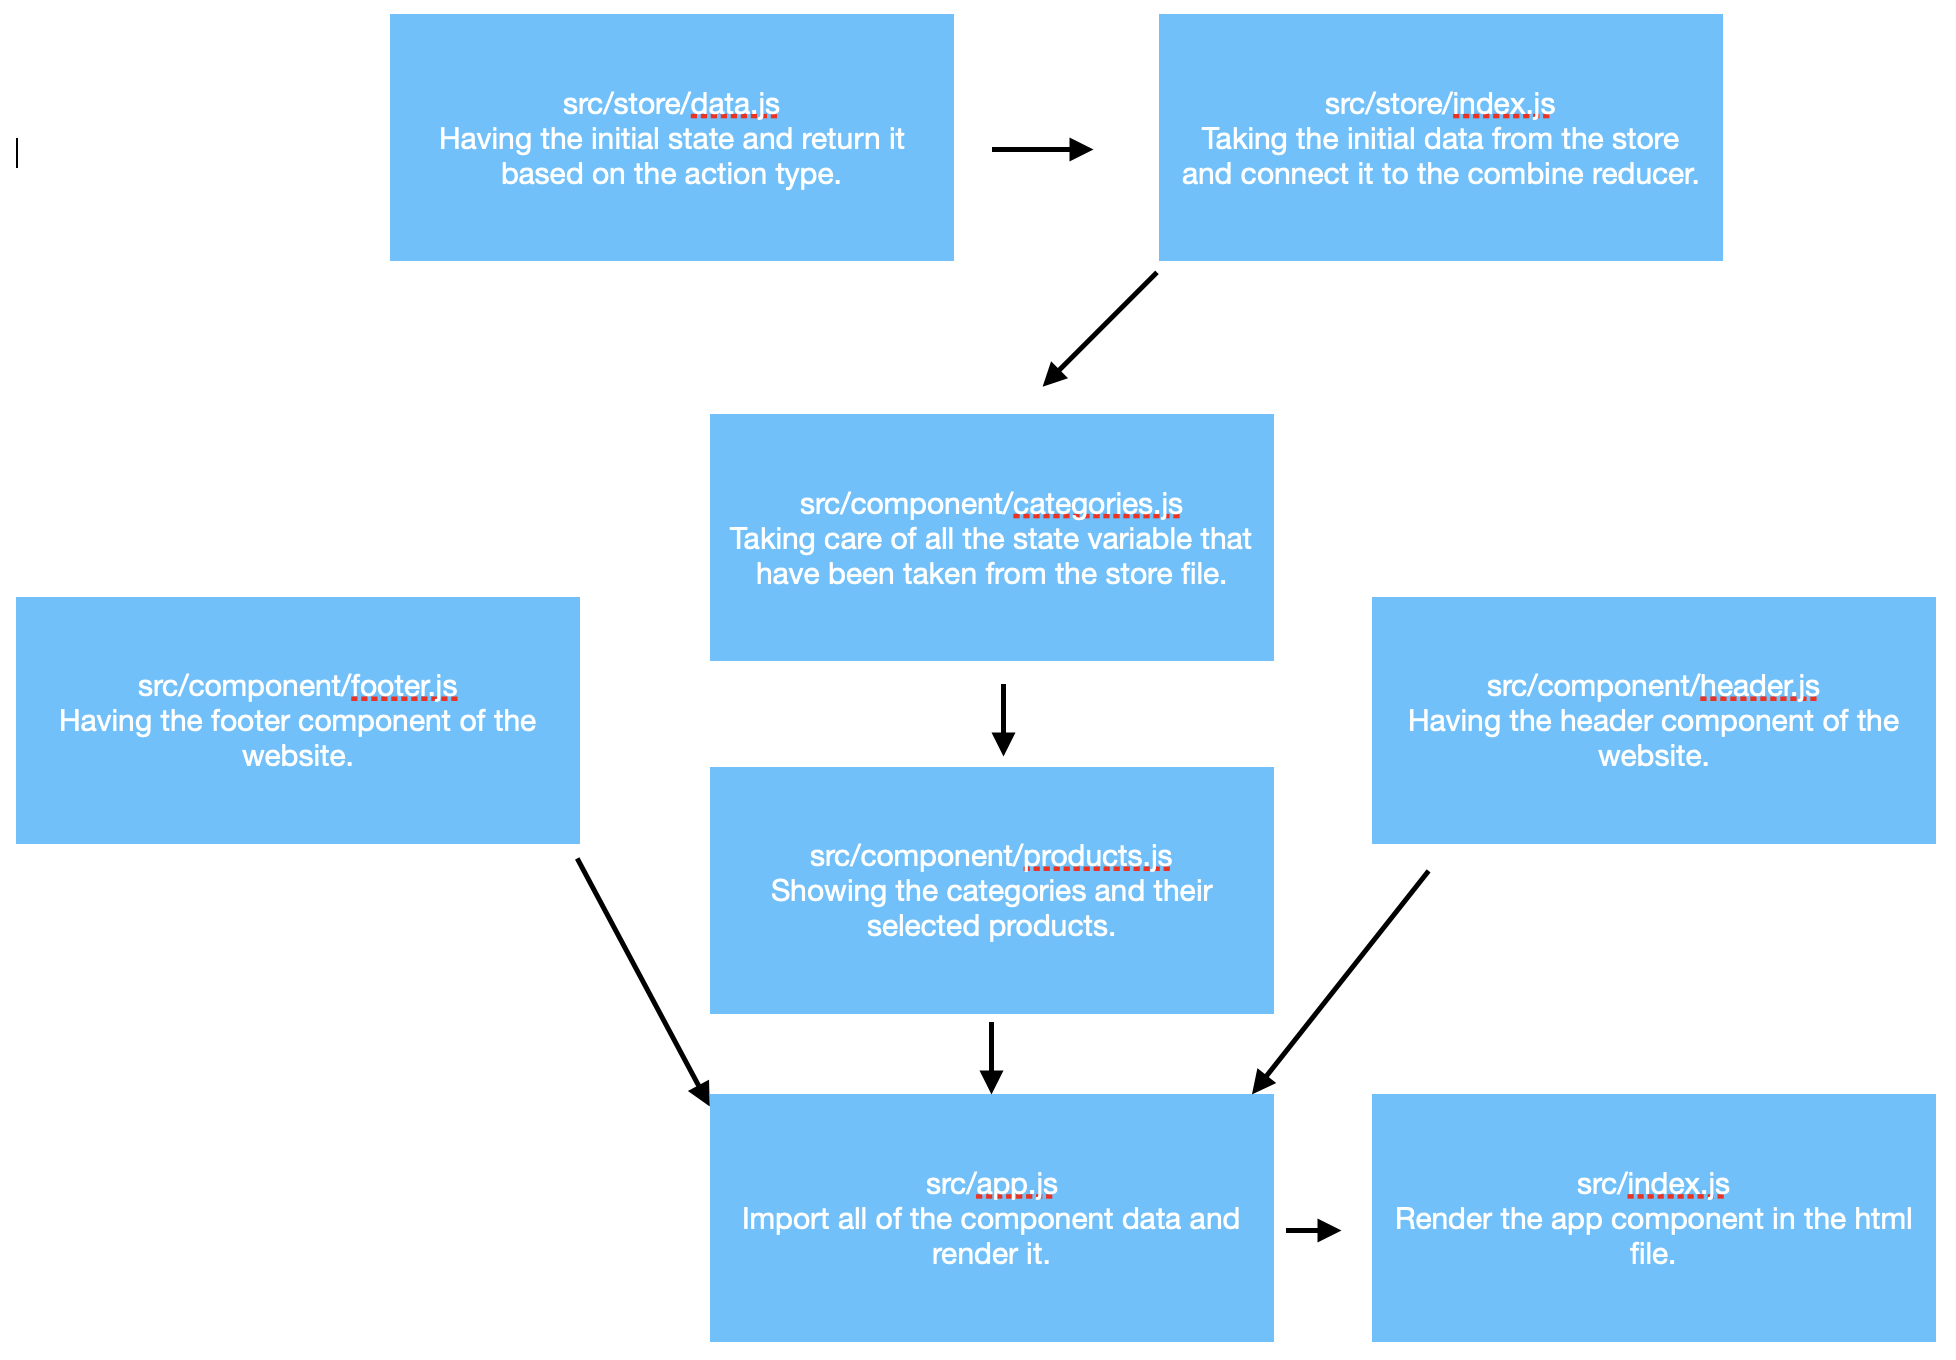 src/store/data.js
Having the initial state and return it
based on the action type.
src/store/index.js
Taking the initial data from the store
and connect it to the combine reducer.
src/component/categories.js
Taking care of all the state variable that
have been taken from the store file.
src/component/footer.js
Having the footer component of the
website.
src/component/header.js
Having the header component of the
website.
src/component/products.js
Showing the categories and their
selected products.
src/app.js
Import all of the component data and
render it.
src/index.js
Render the app component in the html
file.